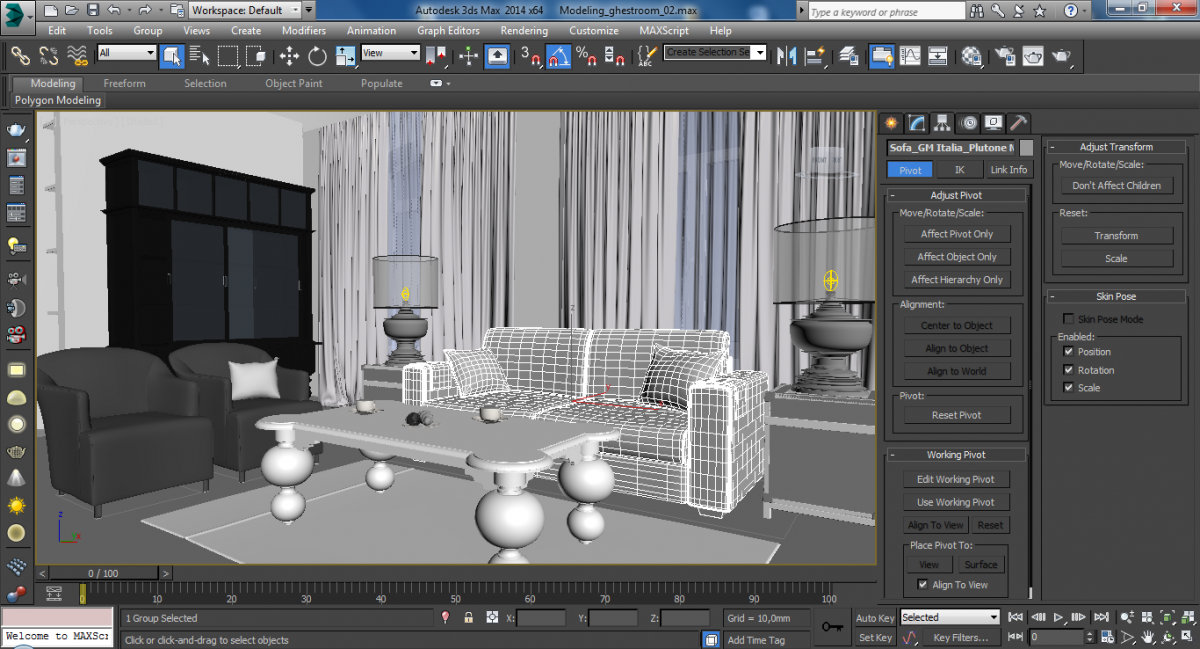 Workspace: Default
Autodesk 3ds Max 2014 x64 Modeling_ghestroom_02.max
Type a keyword or phrase
Edit Tools Group Views Create Modifiers Animation Graph Editors Rendering Customize MAXScript Help
All
View
3
Create Selection Se
Modeling Freeform Selection Object Paint Populate
Polygon Modeling
Sofa_GM Italia_Plutone
Pivot IK Link Info
- Adjust Pivot
Move/Rotate/Scale:
Affect Pivot Only
Affect Object Only
Affect Hierarchy Only
Alignment:
Center to Object
Align to Object
Align to World
Pivot:
Reset Pivot
- Working Pivot
Edit Working Pivot
Use Working Pivot
Align To View Reset
Place Pivot To:
View Surface
Align To View
- Adjust Transform
Move/Rotate/Scale:
Don't Affect Children
Reset:
Transform
Scale
- Skin Pose
Skin Pose Mode
Enabled:
Position
Rotation
Scale
z
x
< 0 / 100 >
0 10 20 30 40 50 60 70 80 90 100
1 Group Selected
X: Y: Z:
Grid = 10,0mm
Auto Key Selected
Welcome to MAXScr
Click or click-and-drag to select objects
Add Time Tag
Set Key Key Filters...
0